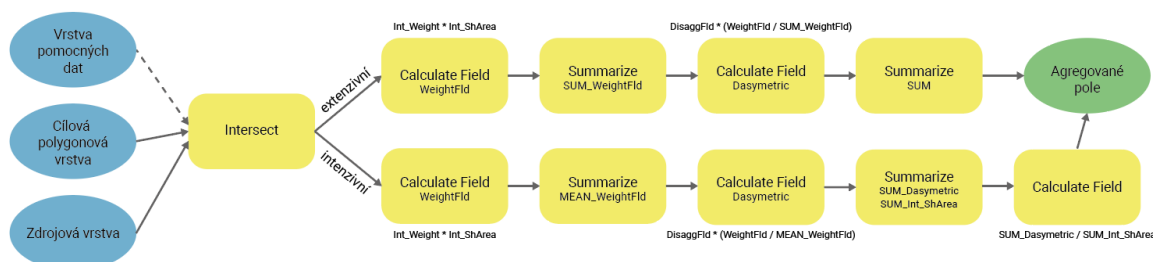 Vrstva
pomocných
dat
Cílová
polygonová
vrstva
Zdrojová vrstva
Intersect
extenzivní
intenzivní
Int_Weight * Int_ShArea
Calculate Field
WeightFld
Summarize
SUM_WeightFld
DisaggFld * (WeightFld / SUM_WeightFld)
Calculate Field
Dasymetric
Summarize
SUM
Agregované
pole
Calculate Field
WeightFld
Int_Weight * Int_ShArea
Summarize
MEAN_WeightFld
Calculate Field
Dasymetric
DisaggFld * (WeightFld / MEAN_WeightFld)
Summarize
SUM_Dasymetric
SUM_Int_ShArea
Calculate Field
SUM_Dasymetric / SUM_Int_ShArea